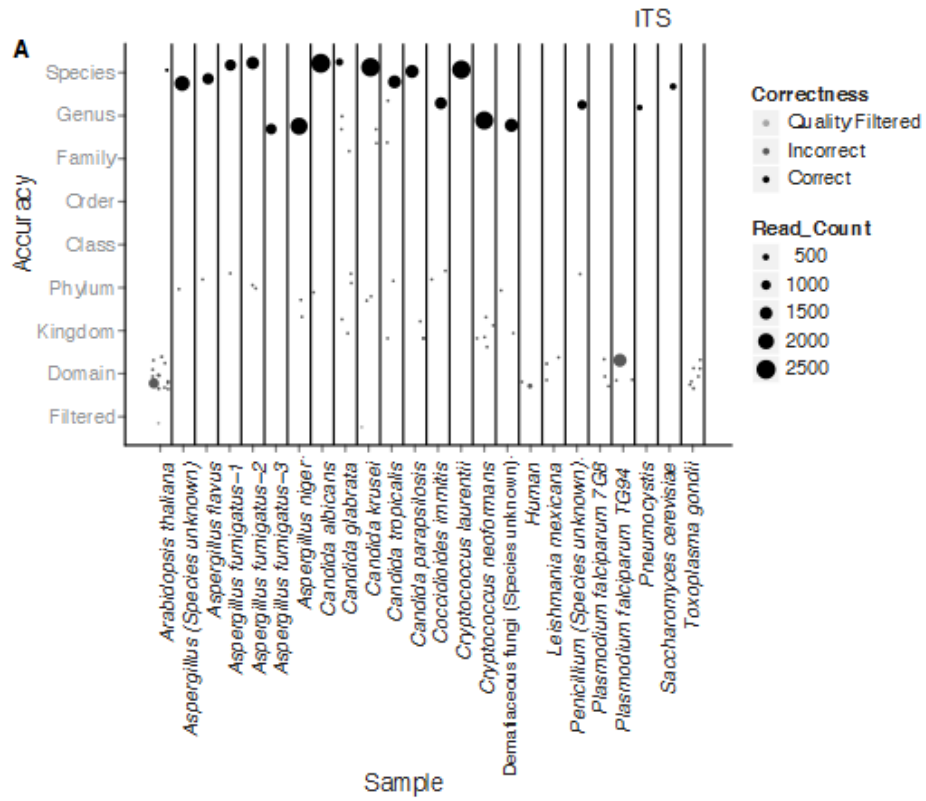 ITS
A
Species
Genus
Family
Order
Class
Phylum
Kingdom
Domain
Filtered
Accuracy
Correctness
Quality Filtered
Incorrect
Correct
Read_Count
500
1000
1500
2000
2500
Arabidopsis thaliana
Aspergillus (Species unknown)
Aspergillus flavus
Aspergillus fumigatus-1
Aspergillus fumigatus-2
Aspergillus fumigatus-3
Aspergillus niger
Candida albicans
Candida glabrata
Candida krusei
Candida tropicalis
Candida parapsilosis
Coccidioides immitis
Cryptococcus laurentii
Cryptococcus neoformans
Dematiaceous fungi (Species unknown)
Human
Leishmania mexicana
Penicillium (Species unknown)
Plasmodium falciparum 7G8
Plasmodium falciparum TG94
Pneumocystis
Saccharomyces cerevisiae
Toxoplasma gondii
Sample